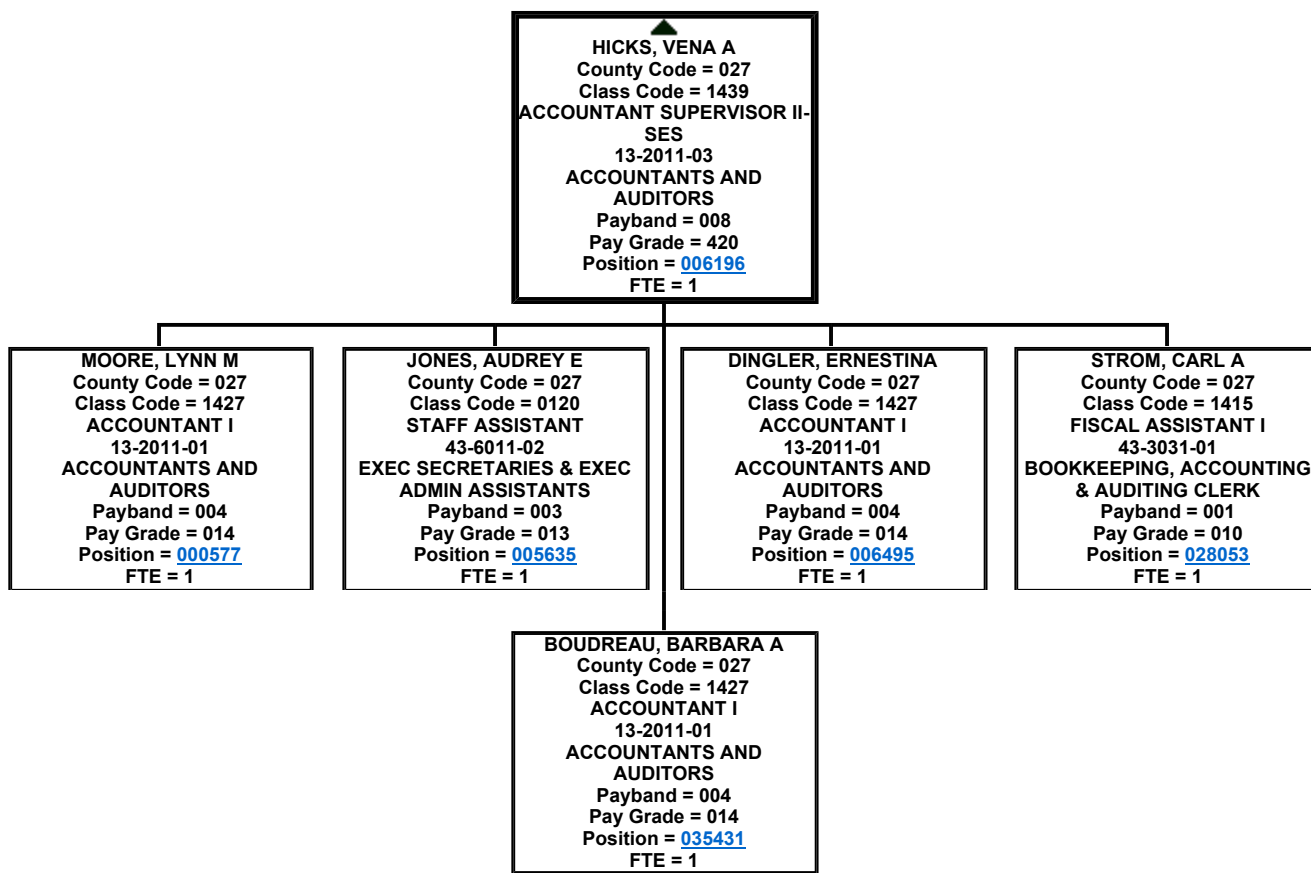 HICKS, VENA A
County Code = 027
Class Code = 1439
ACCOUNTANT SUPERVISOR II-
SES
13-2011-03
ACCOUNTANTS AND
AUDITORS
Payband = 008
Pay Grade = 420
Position = 006196
FTE = 1
MOORE, LYNN M
County Code = 027
Class Code = 1427
ACCOUNTANT I
13-2011-01
ACCOUNTANTS AND
AUDITORS
Payband = 004
Pay Grade = 014
Position = 000577
FTE = 1
JONES, AUDREY E
County Code = 027
Class Code = 0120
STAFF ASSISTANT
43-6011-02
EXEC SECRETARIES & EXEC
ADMIN ASSISTANTS
Payband = 003
Pay Grade = 013
Position = 005635
FTE = 1
DINGLER, ERNESTINA
County Code = 027
Class Code = 1427
ACCOUNTANT I
13-2011-01
ACCOUNTANTS AND
AUDITORS
Payband = 004
Pay Grade = 014
Position = 006495
FTE = 1
STROM, CARL A
County Code = 027
Class Code = 1415
FISCAL ASSISTANT I
43-3031-01
BOOKKEEPING, ACCOUNTING
& AUDITING CLERK
Payband = 001
Pay Grade = 010
Position = 028053
FTE = 1
BOUDREAU, BARBARA A
County Code = 027
Class Code = 1427
ACCOUNTANT I
13-2011-01
ACCOUNTANTS AND
AUDITORS
Payband = 004
Pay Grade = 014
Position = 035431
FTE = 1